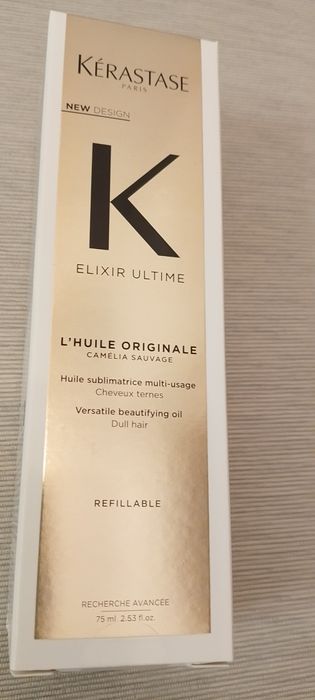 KÉRASTASE
PARIS
NEW DESIGN
K
ELIXIR ULTIME
L'HUILE ORIGINALE
CAMÉLIA SAUVAGE
Huile sublimatrice multi-usage
Cheveux ternes
Versatile beautifying oil
Dull hair
REFILLABLE
RECHERCHE AVANCÉE
75 ml. 2.53 fl.oz.